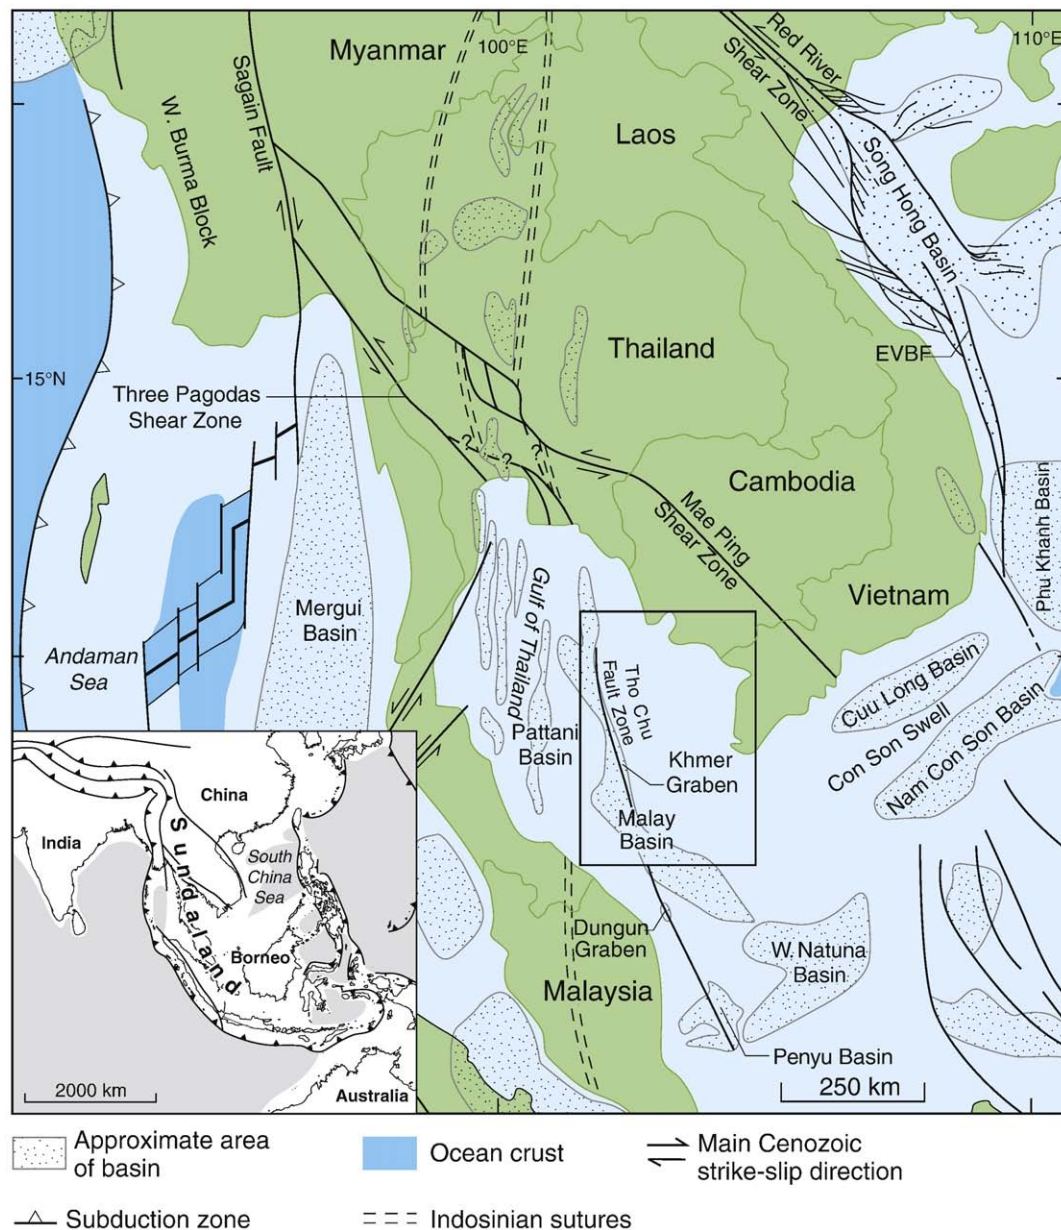 Myanmar
100°E
110°E
Red River
Shear Zone
Sagain Fault
W. Burma Block
Laos
Song Hong Basin
Thailand
EVBF
15°N
Three Pagodas
Shear Zone
?
?
?
Cambodia
Mae Ping
Shear Zone
Vietnam
Phu Khanh Basin
Mergui
Basin
Andaman
Sea
Gulf of Thailand
Tho Chu
Fault Zone
Pattani
Basin
Khmer
Graben
Malay
Basin
Cuu Long Basin
Con Son Swell
Nam Con Son Basin
Dungun
Graben
W. Natuna
Basin
Malaysia
Penyu Basin
250 km
China
India
Sundaland
South
China
Sea
Borneo
Australia
2000 km
Approximate area
of basin
Ocean crust
Main Cenozoic
strike-slip direction
Subduction zone
Indosinian sutures